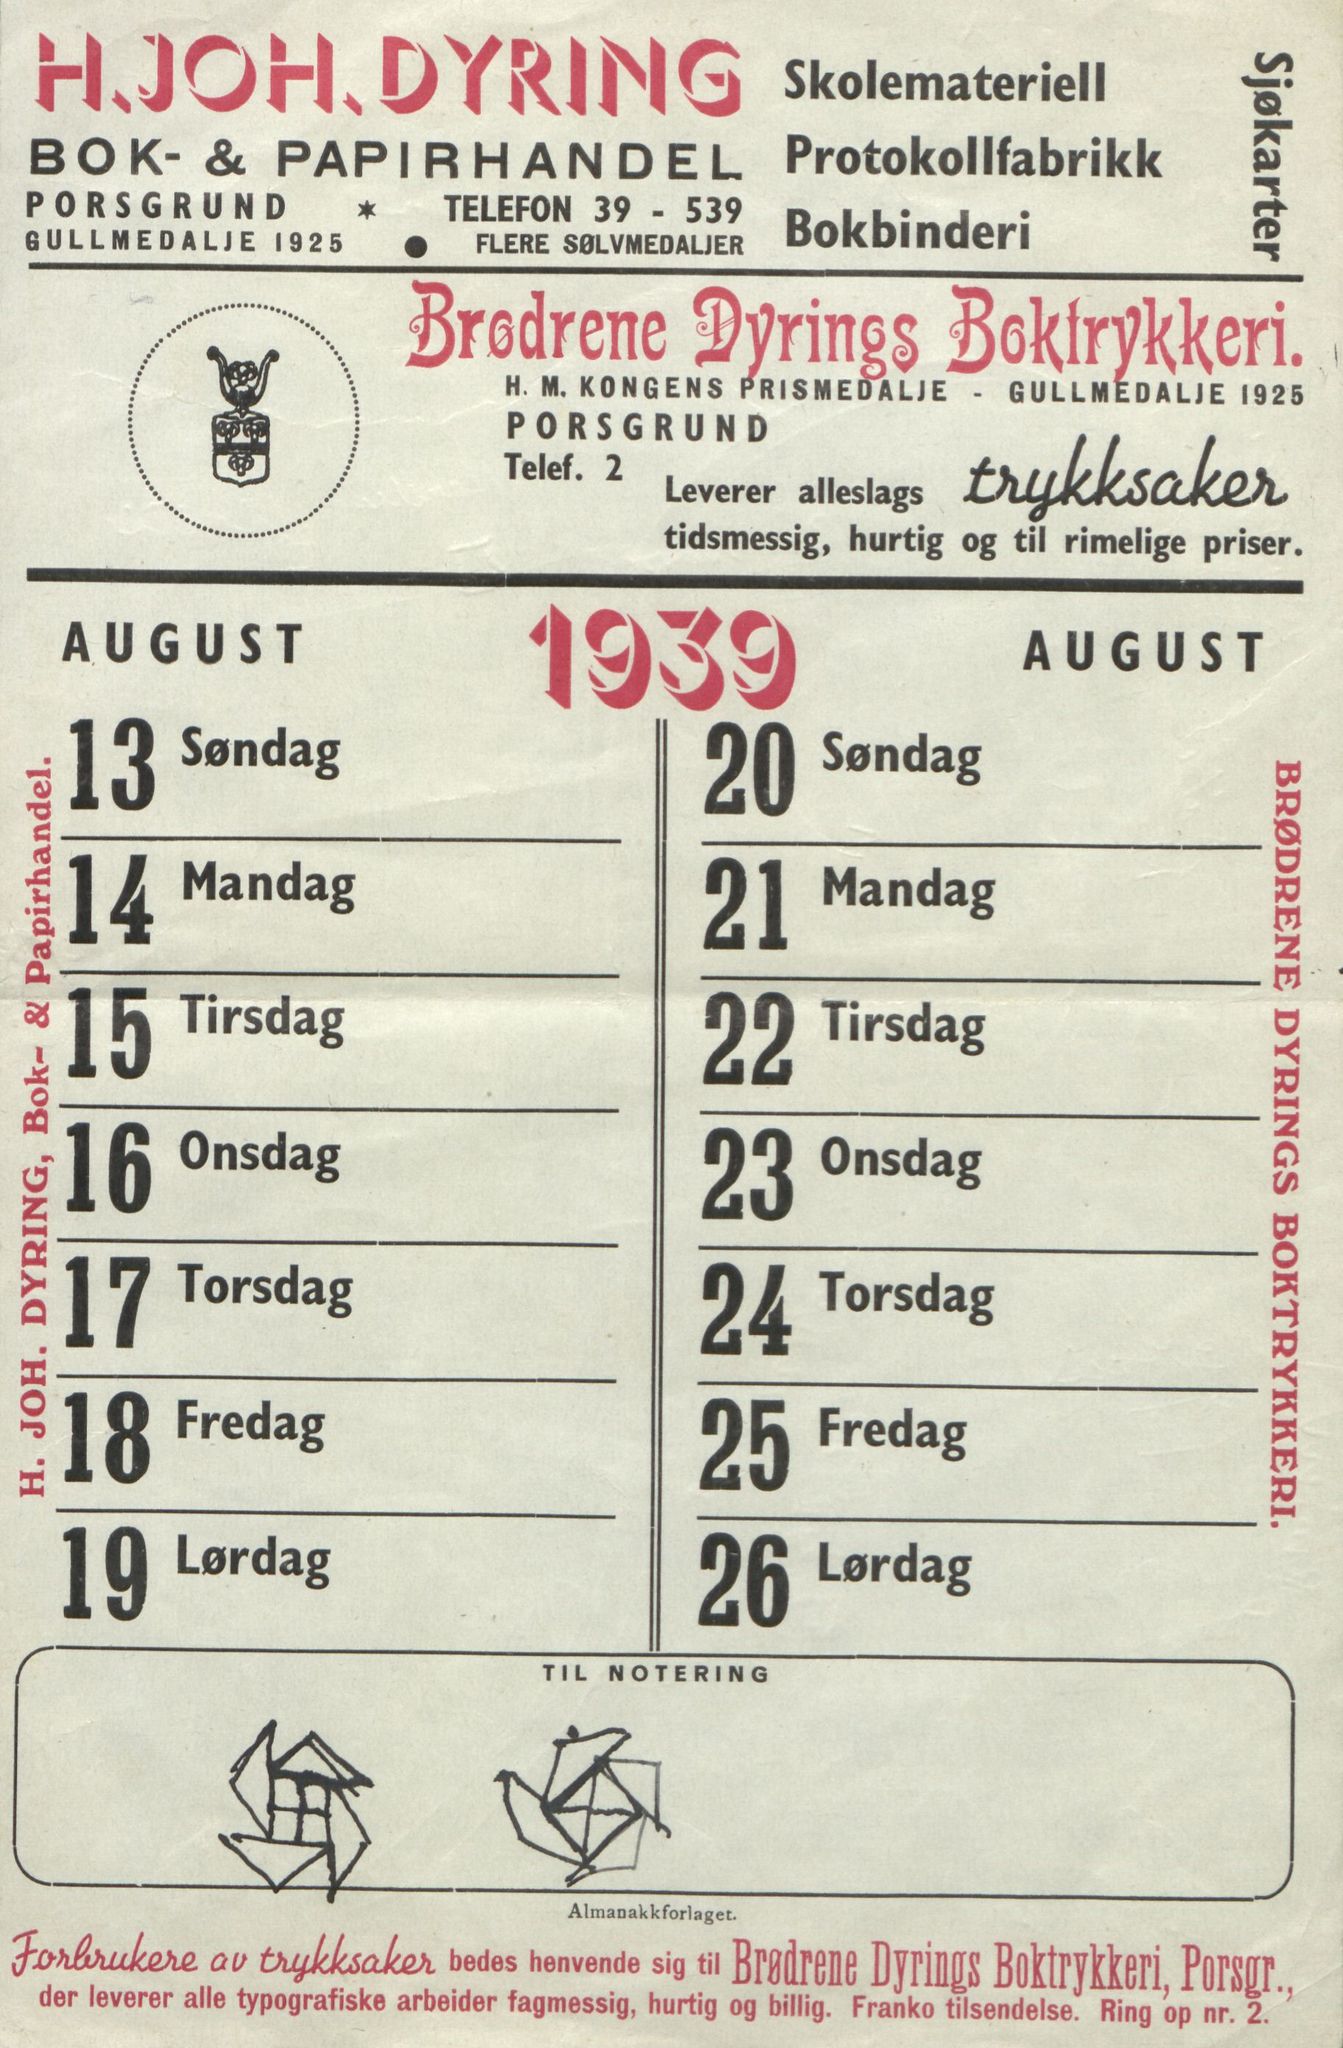 H. JOH. DYRING
BOK- & PAPIRHANDEL
PORSGRUND * TELEFON 39 - 539
GULLMEDALJE 1925 ● FLERE SØLVMEDALJER
Skolemateriell
Protokollfabrikk
Bokbinderi
Sjøkarter
Brødrene Dyrings Boktrykkeri.
H. M. KONGENS PRISMEDALJE - GULLMEDALJE 1925
PORSGRUND
Telef. 2
Leverer alleslags trykksaker
tidsmessig, hurtig og til rimelige priser.
AUGUST 1939 AUGUST
H. JOH. DYRING, Bok- & Papirhandel.
13 Søndag
14 Mandag
15 Tirsdag
16 Onsdag
17 Torsdag
18 Fredag
19 Lørdag
20 Søndag
21 Mandag
22 Tirsdag
23 Onsdag
24 Torsdag
25 Fredag
26 Lørdag
BRØDRENE DYRINGS BOKTRYKKERI.
TIL NOTERING
Almanakkforlaget.
Forbrukere av trykksaker bedes henvende sig til Brødrene Dyrings Boktrykkeri, Porsgr.,
der leverer alle typografiske arbeider fagmessig, hurtig og billig. Franko tilsendelse. Ring op nr. 2.